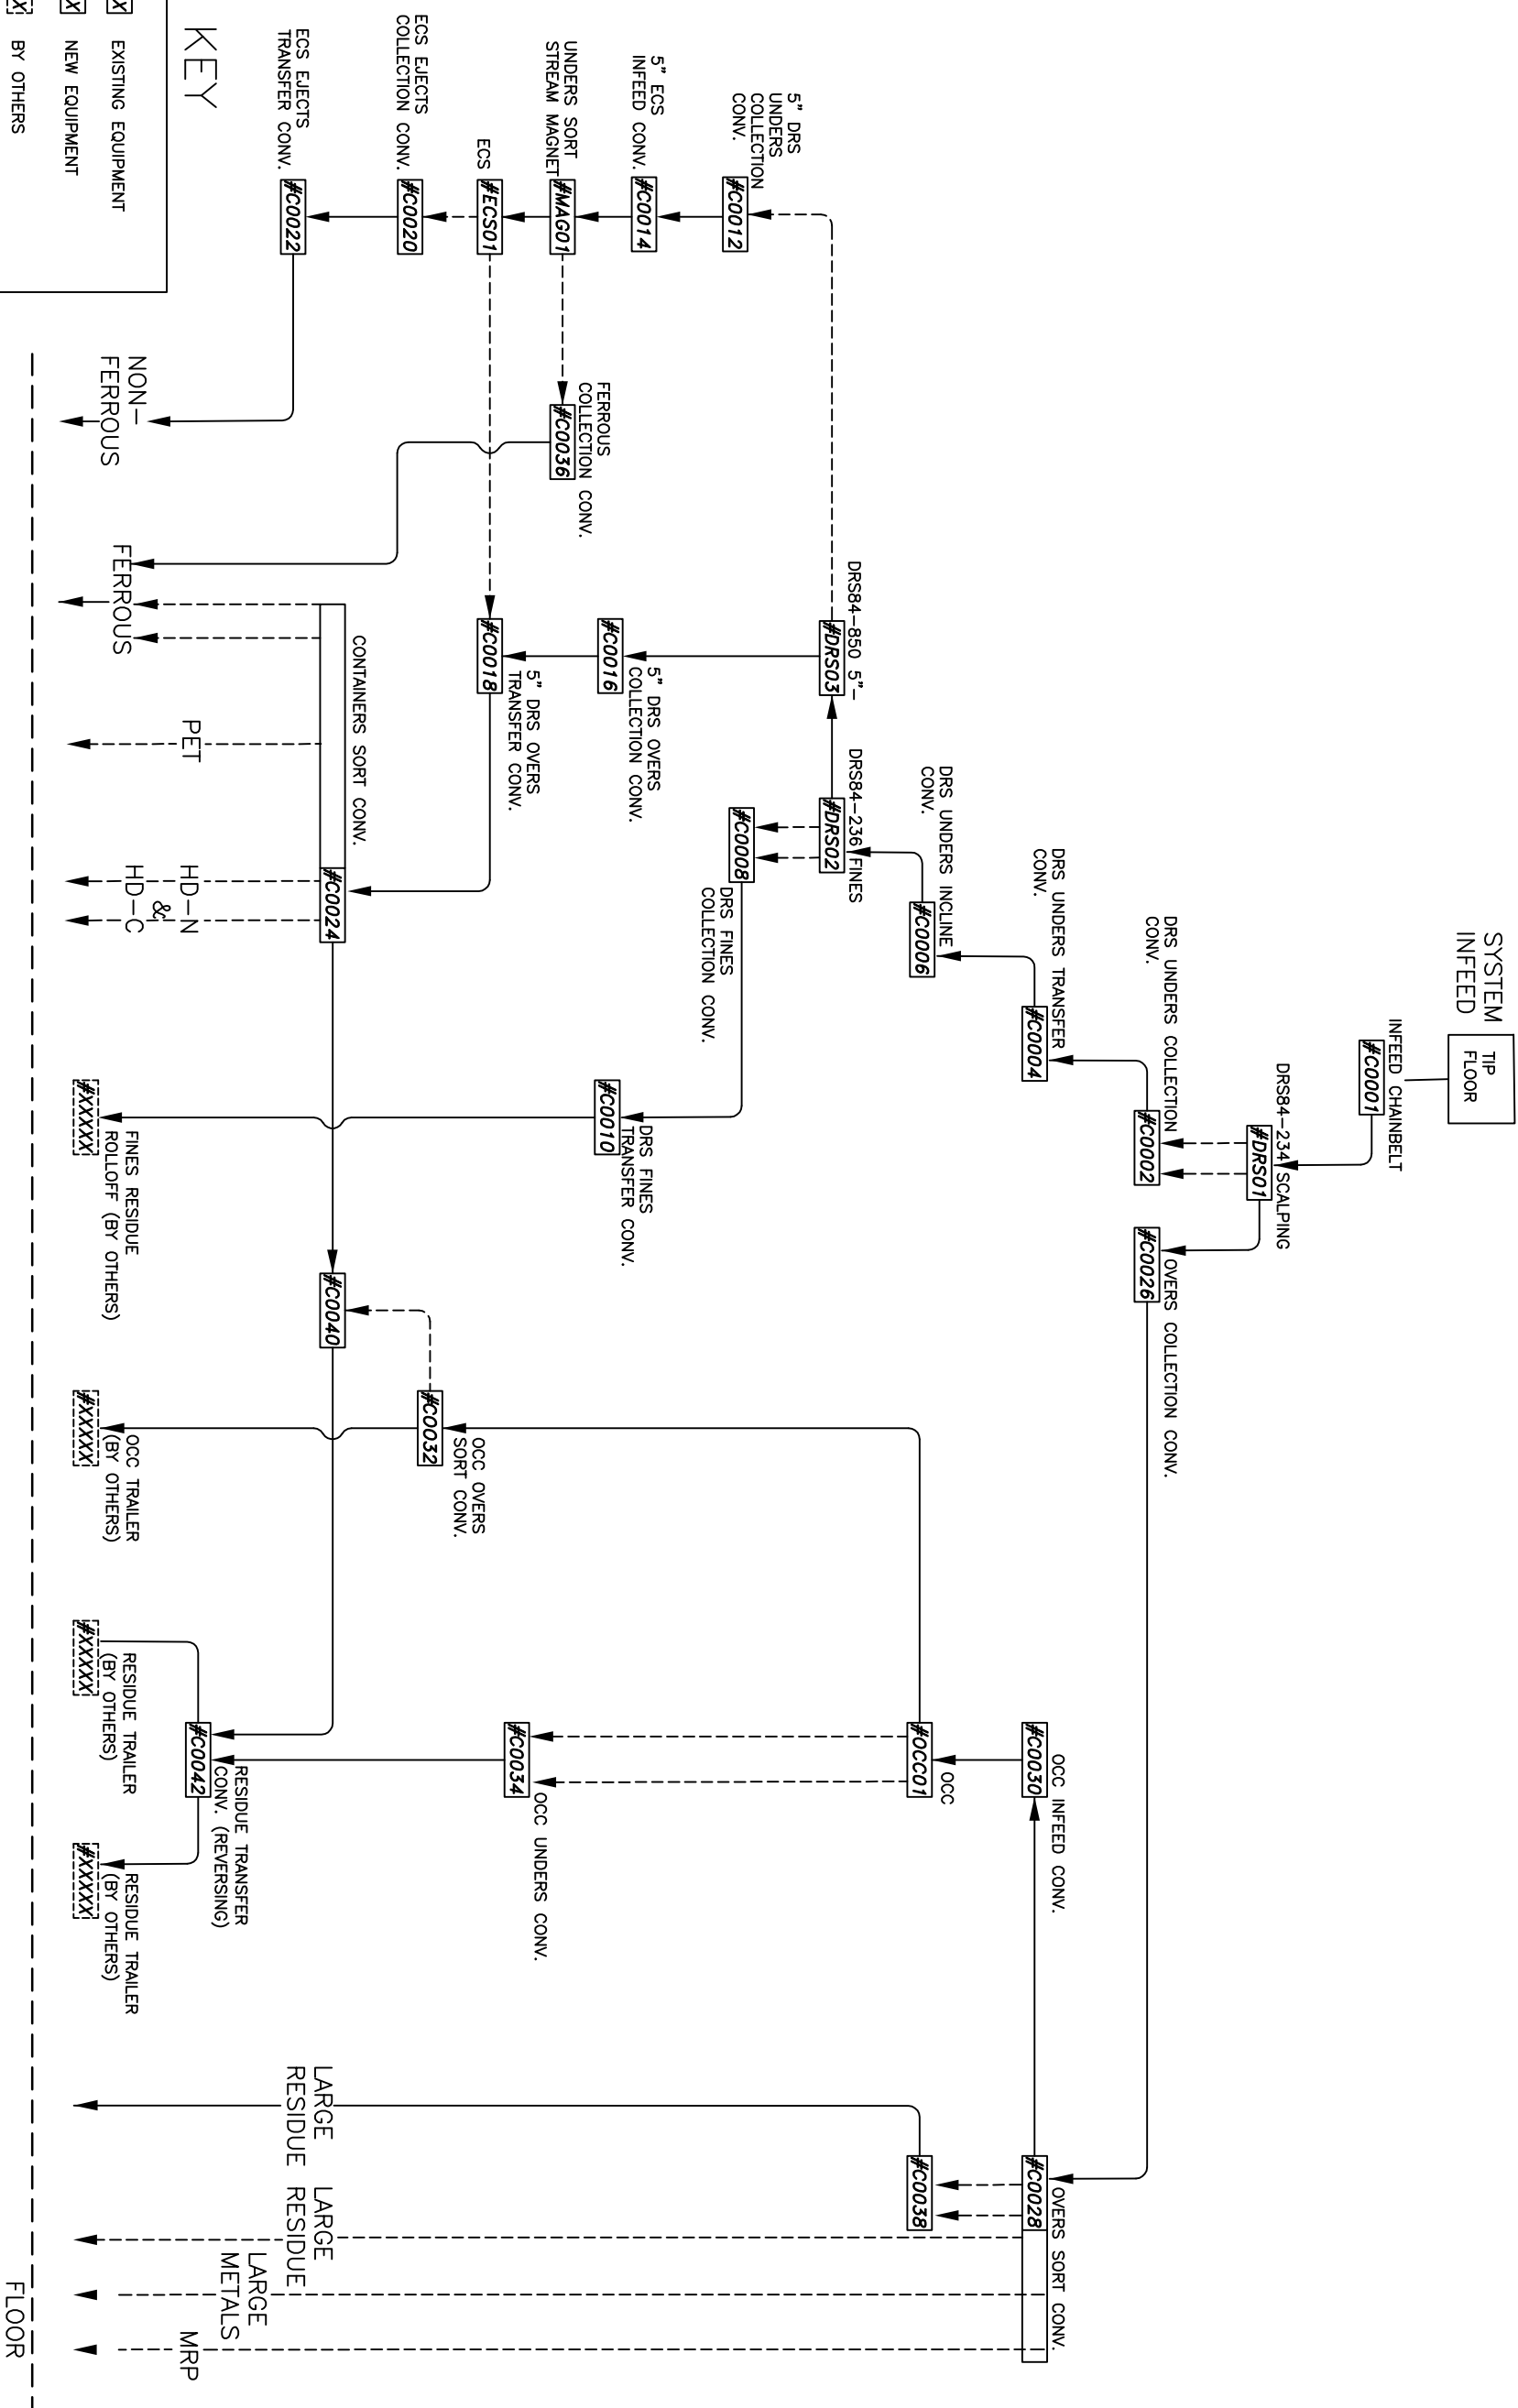 SYSTEM
INFEED
TIP
FLOOR
INFEED CHAINBELT
#C0001
DRS84-234 SCALPING
#DRS01
DRS UNDERS COLLECTION
CONV.
#C0002
OVERS COLLECTION CONV.
#C0026
DRS UNDERS TRANSFER
CONV.
#C0004
OCC INFEED CONV.
#C0030
OVERS SORT CONV.
#C0028
DRS UNDERS INCLINE
CONV.
#C0006
OCC
#OCC01
#C0038
DRS84-850 5"-
#DRS03
DRS84-236 FINES
#DRS02
5" DRS
UNDERS
COLLECTION
CONV.
#C0012
#C0008
DRS FINES
COLLECTION CONV.
5" ECS
INFEED CONV.
#C0014
5" DRS OVERS
COLLECTION CONV.
#C0016
DRS FINES
TRANSFER CONV.
#C0010
UNDERS SORT
STREAM MAGNET
#MAG01
FERROUS
COLLECTION CONV.
#C0036
5" DRS OVERS
TRANSFER CONV.
#C0018
OCC UNDERS CONV.
#C0034
ECS
#ECS01
OCC OVERS
SORT CONV.
#C0032
ECS EJECTS
COLLECTION CONV.
#C0020
CONTAINERS SORT CONV.
#C0024
#C0040
ECS EJECTS
TRANSFER CONV.
#C0022
LARGE
RESIDUE
LARGE
RESIDUE
LARGE
METALS
MRP
RESIDUE TRANSFER
CONV. (REVERSING)
#C0042
KEY
X
EXISTING EQUIPMENT
X
NEW EQUIPMENT
X
BY OTHERS
NON-
FERROUS
FERROUS
PET
HD-N
&
HD-C
FINES RESIDUE
ROLLOFF (BY OTHERS)
#XXXXX
OCC TRAILER
(BY OTHERS)
#XXXXX
RESIDUE TRAILER
(BY OTHERS)
#XXXXX
RESIDUE TRAILER
(BY OTHERS)
#XXXXX
FLOOR